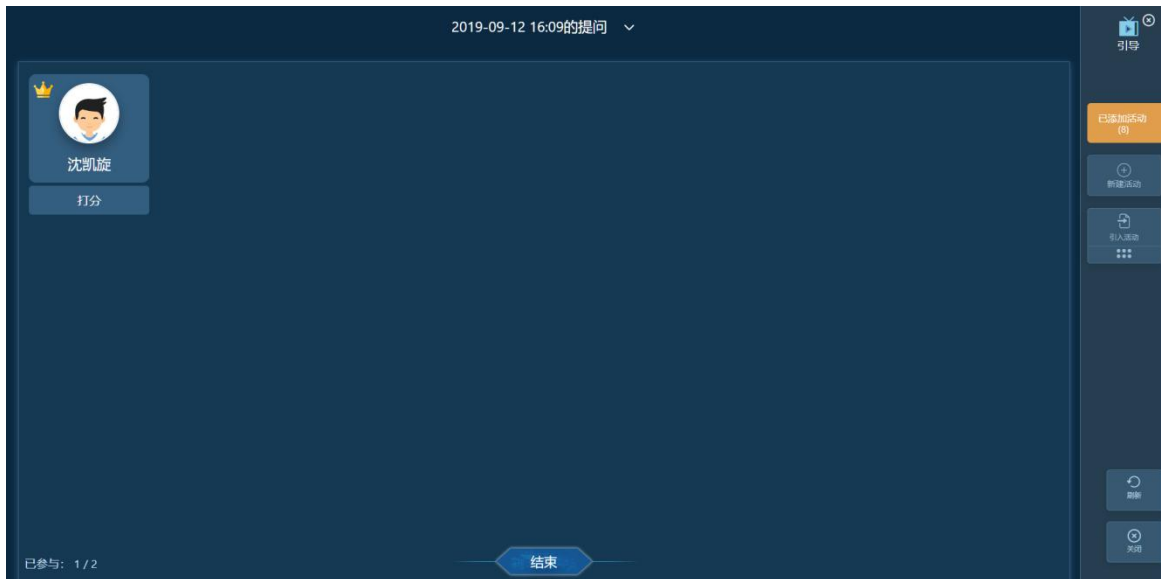 2019-09-12 16:09的提问
引导
已添加活动
(8)
新建活动
引入活动
沈凯旋
打分
刷新
关闭
已参与: 1 / 2
结束